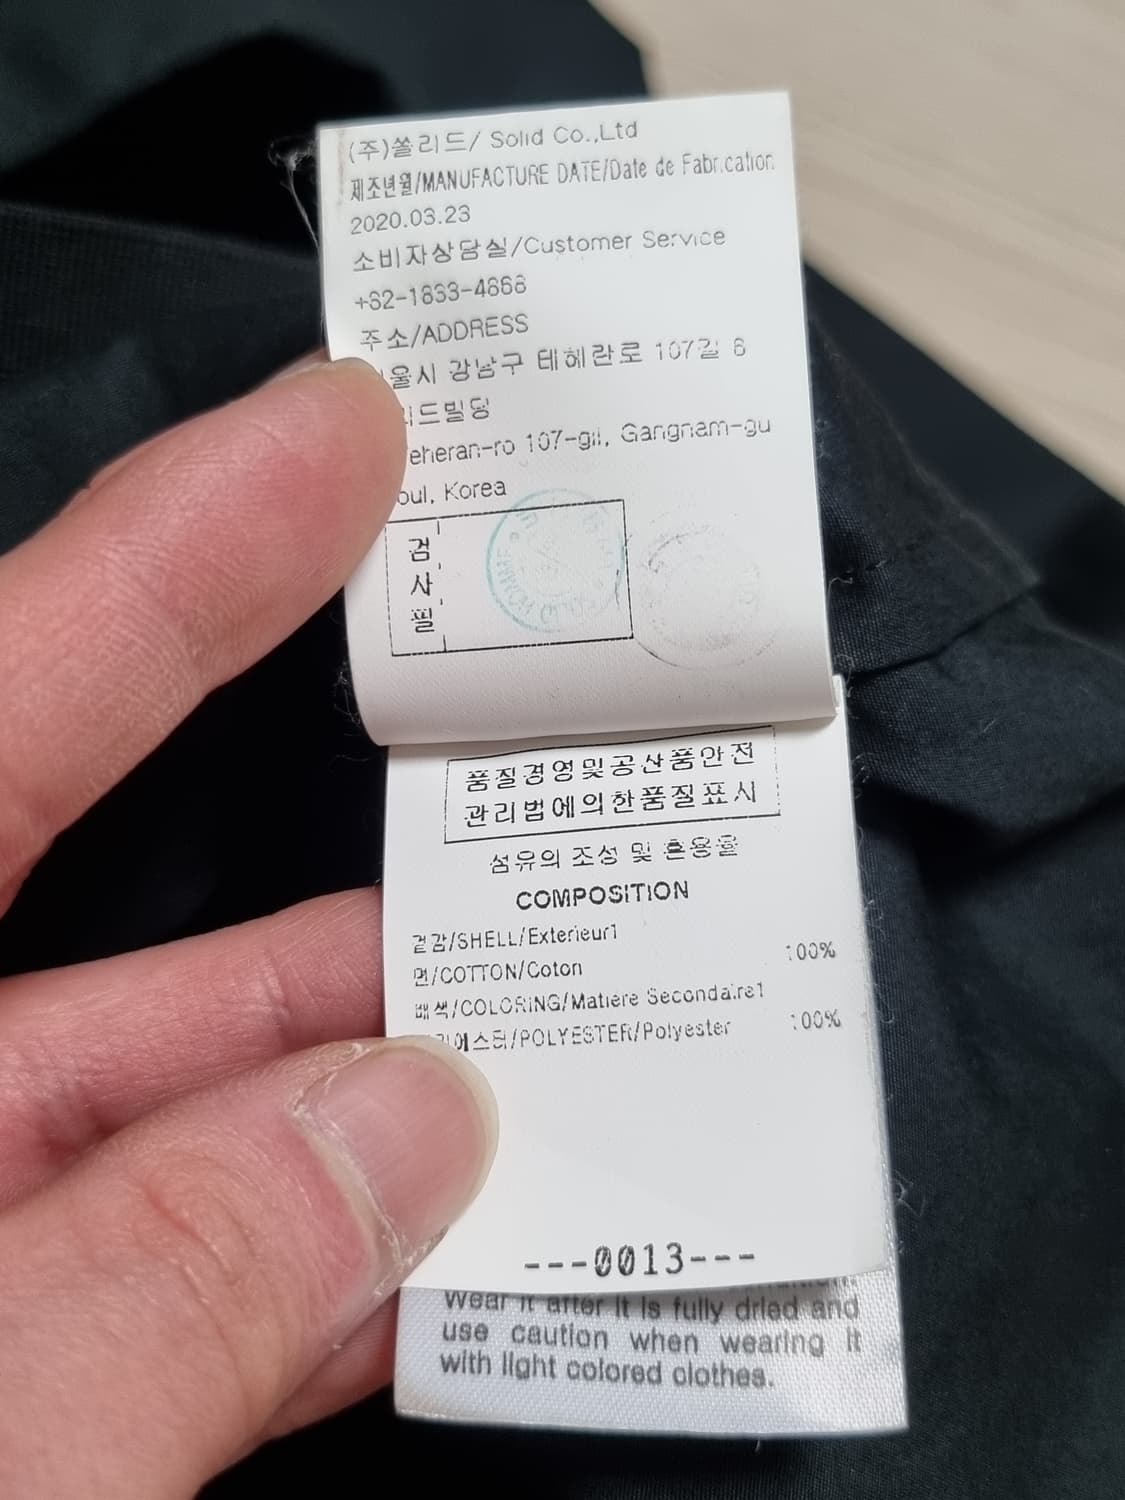 (주)쏠리드/ Solid Co.,Ltd
제조년월/MANUFACTURE DATE/Date de Fabrication
2020.03.23
소비자상담실/Customer Service
+82-1833-4868
주소/ADDRESS
울시 강남구 테헤란로 107길 6
리드빌딩
eheran-ro 107-gil, Gangnam-gu
oul, Korea
검
사
필
품질경영및공산품안전
관리법에의한품질표시
섬유의 조성 및 혼용율
COMPOSITION
겉감/SHELL/Exterieur1
면/COTTON/Coton 100%
배색/COLORING/Matière Secondaire1
에스터/POLYESTER/Polyester 100%
---0013---
wear it after it is fully dried and
use caution when wearing it
with light colored clothes.